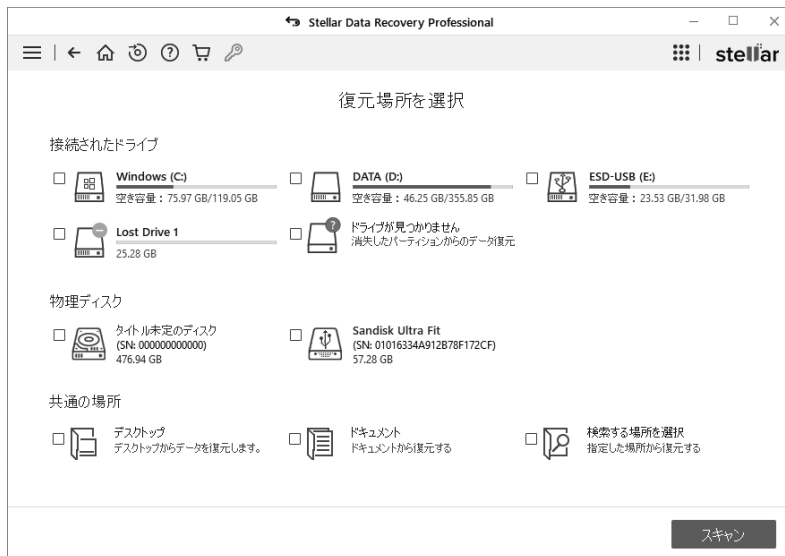 Stellar Data Recovery Professional
stellar
復元場所を選択
接続されたドライブ
Windows (C:)
空き容量：75.97 GB/119.05 GB
DATA (D:)
空き容量：46.25 GB/355.85 GB
ESD-USB (E:)
空き容量：23.53 GB/31.98 GB
Lost Drive 1
25.28 GB
ドライブが見つかりません
消失したパーティションからのデータ復元
物理ディスク
タイトル未定のディスク
(SN: 000000000000)
476.94 GB
Sandisk Ultra Fit
(SN: 01016334A912B78F172CF)
57.28 GB
共通の場所
デスクトップ
デスクトップからデータを復元します。
ドキュメント
ドキュメントから復元する
検索する場所を選択
指定した場所から復元する
スキャン